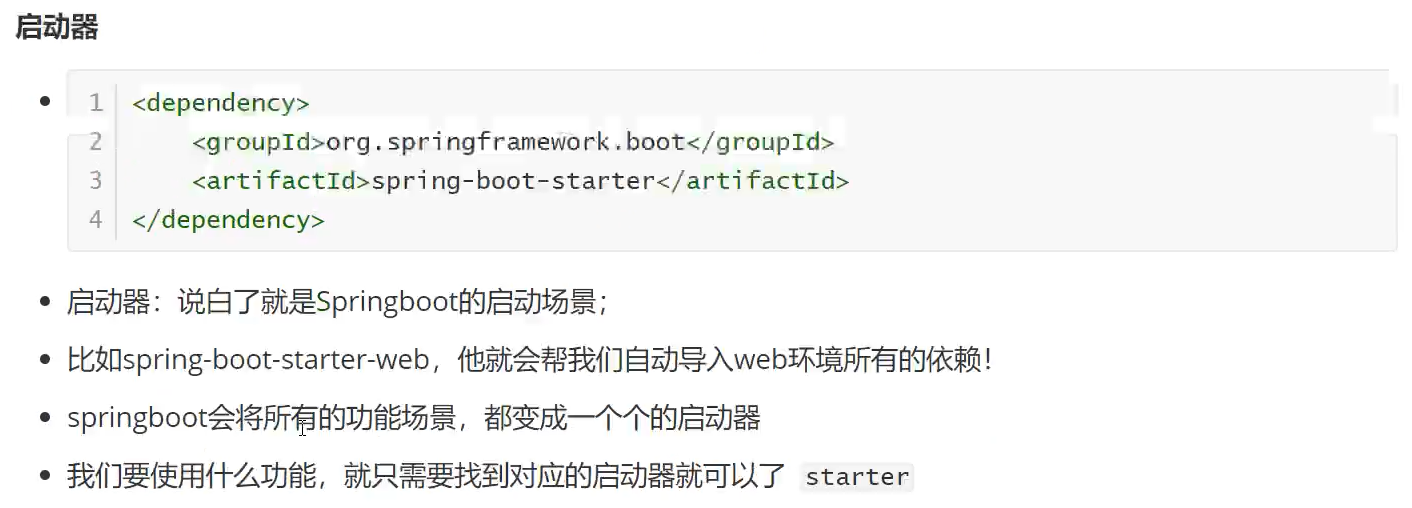 启动器
1 <dependency>
2     <groupId>org.springframework.boot</groupId>
3     <artifactId>spring-boot-starter</artifactId>
4 </dependency>
启动器：说白了就是Springboot的启动场景；
比如spring-boot-starter-web，他就会帮我们自动导入web环境所有的依赖！
springboot会将所有的功能场景，都变成一个个的启动器
我们要使用什么功能，就只需要找到对应的启动器就可以了 starter